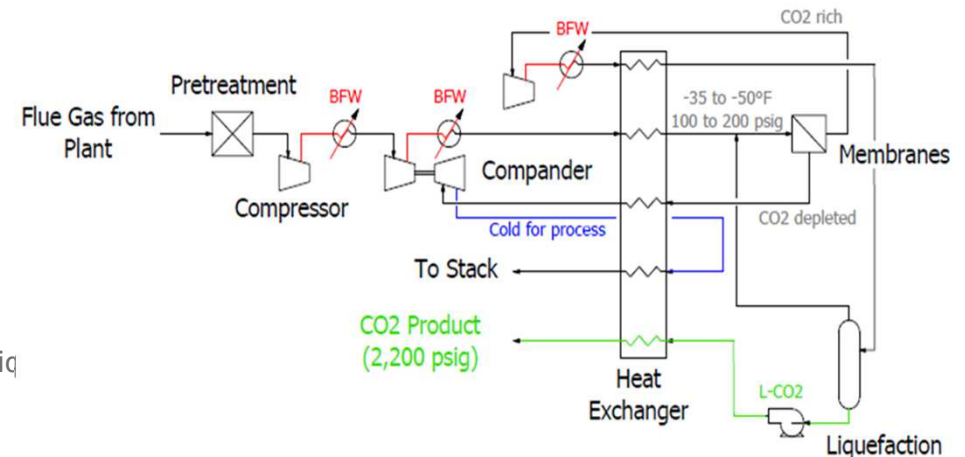 CO2 rich
BFW
Pretreatment
BFW
BFW
-35 to -50ºF
100 to 200 psig
Flue Gas from
Plant
Membranes
Compander
Compressor
CO2 depleted
Cold for process
To Stack
CO2 Product
(2,200 psig)
iq
Heat
Exchanger
L-CO2
Liquefaction